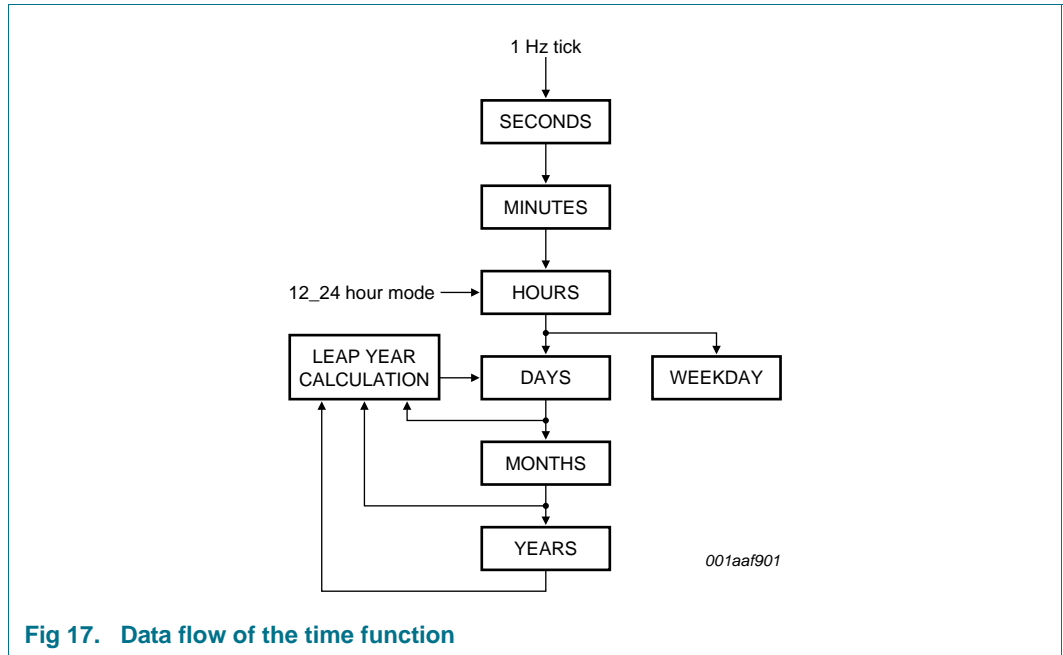 1 Hz tick
SECONDS
MINUTES
12_24 hour mode
HOURS
LEAP YEAR
CALCULATION
DAYS
WEEKDAY
MONTHS
YEARS
001aaf901
Fig 17. Data flow of the time function